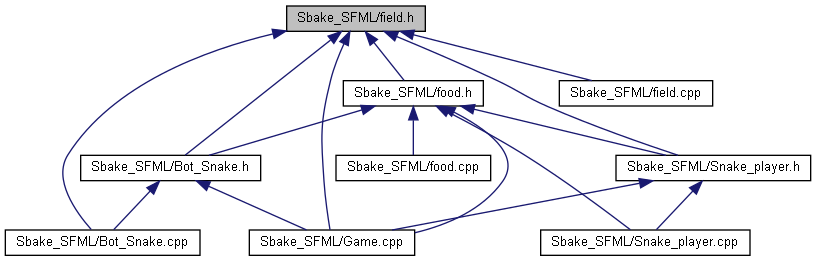 Sbake_SFML/field.h
Sbake_SFML/food.h
Sbake_SFML/field.cpp
Sbake_SFML/Bot_Snake.h
Sbake_SFML/food.cpp
Sbake_SFML/Snake_player.h
Sbake_SFML/Bot_Snake.cpp
Sbake_SFML/Game.cpp
Sbake_SFML/Snake_player.cpp